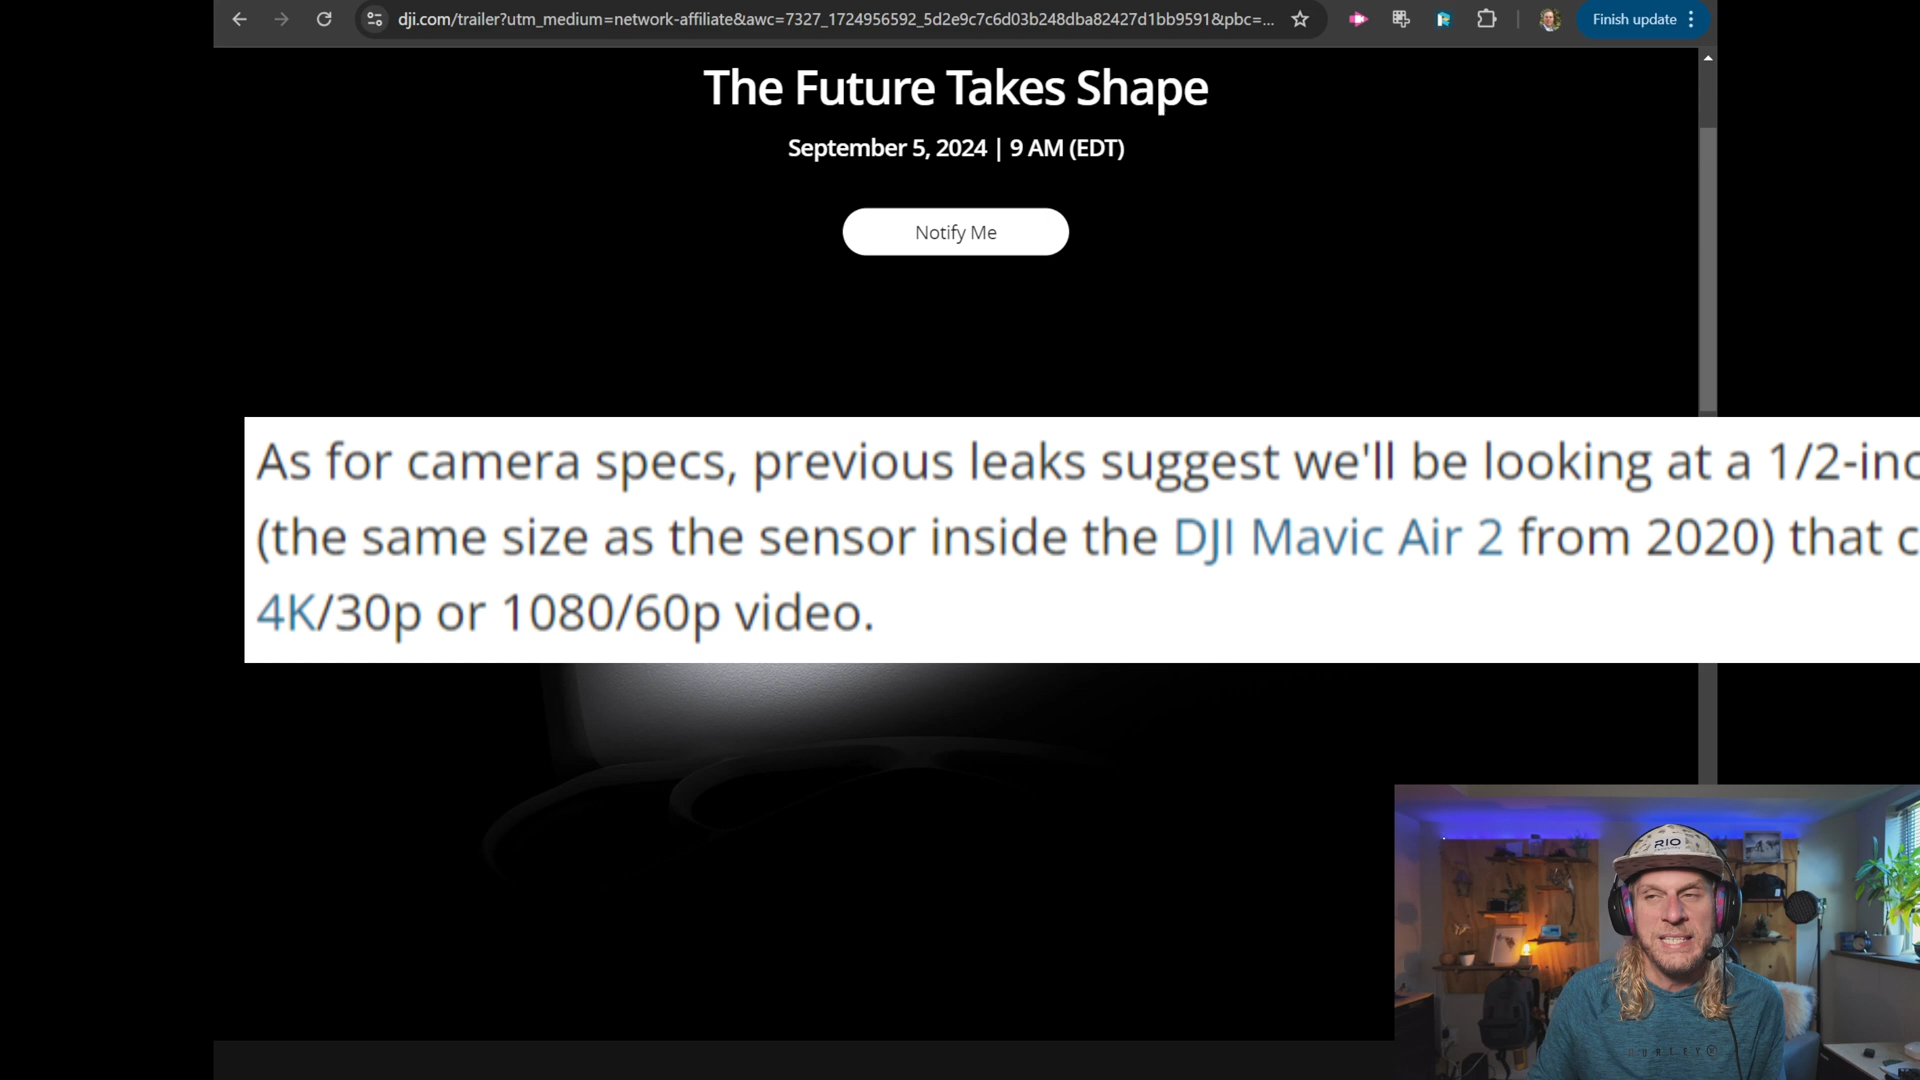 dji.com/trailer?utm_medium=network-affiliate&awc=7327_1724956592_5d2e9c7c6d03b248dba82427d1bb9591&pbc=...
Finish update
The Future Takes Shape
September 5, 2024 | 9 AM (EDT)
Notify Me
As for camera specs, previous leaks suggest we'll be looking at a 1/2-inc
(the same size as the sensor inside the DJI Mavic Air 2 from 2020) that c
4K/30p or 1080/60p video.
RIO
HURLEY